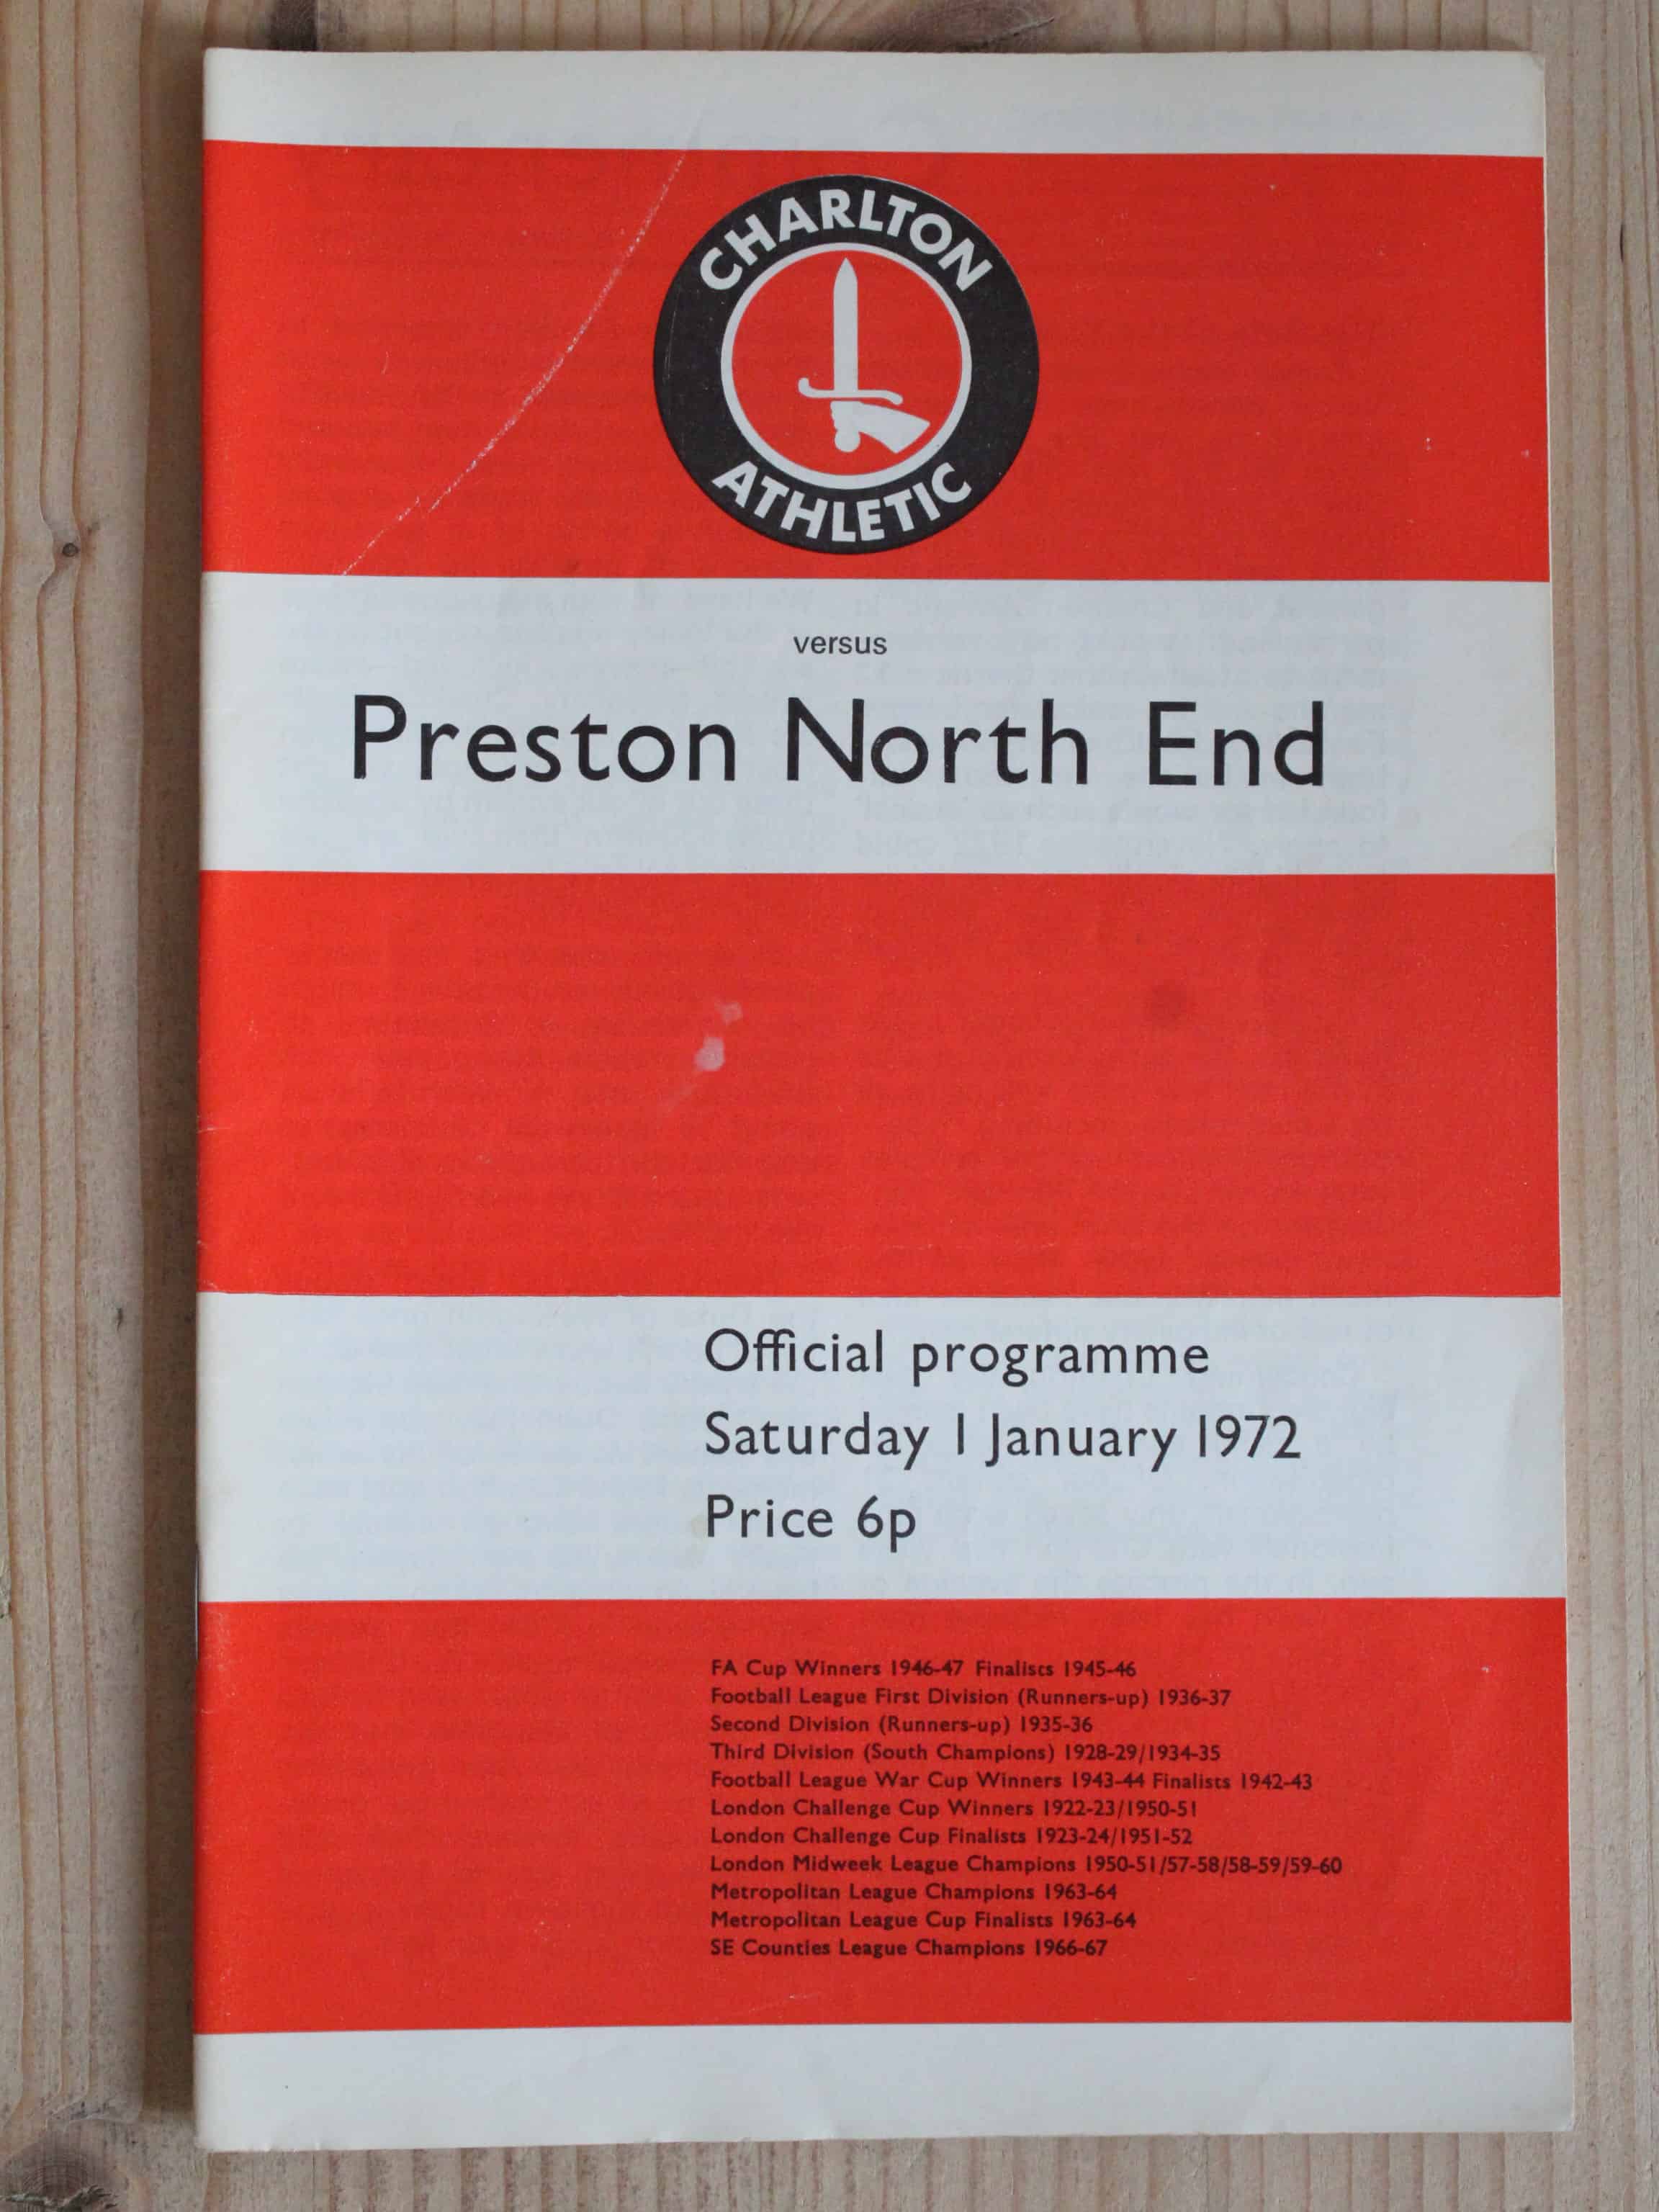 CHARLTON
ATHLETIC
versus
Preston North End
Official programme
Saturday 1 January 1972
Price 6p
FA Cup Winners 1946-47 Finalists 1945-46
Football League First Division (Runners-up) 1936-37
Second Division (Runners-up) 1935-36
Third Division (South Champions) 1928-29/1934-35
Football League War Cup Winners 1943-44 Finalists 1942-43
London Challenge Cup Winners 1922-23/1950-51
London Challenge Cup Finalists 1923-24/1951-52
London Midweek League Champions 1950-51/57-58/58-59/59-60
Metropolitan League Champions 1963-64
Metropolitan League Cup Finalists 1963-64
SE Counties League Champions 1966-67